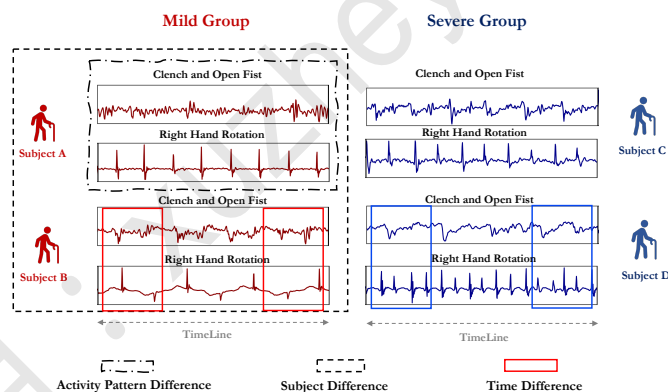 Mild Group
Severe Group
Clench and Open Fist
Clench and Open Fist
Right Hand Rotation
Right Hand Rotation
Subject A
Subject C
Clench and Open Fist
Clench and Open Fist
Right Hand Rotation
Right Hand Rotation
Subject B
Subject D
TimeLine
TimeLine
Activity Pattern Difference
Subject Difference
Time Difference